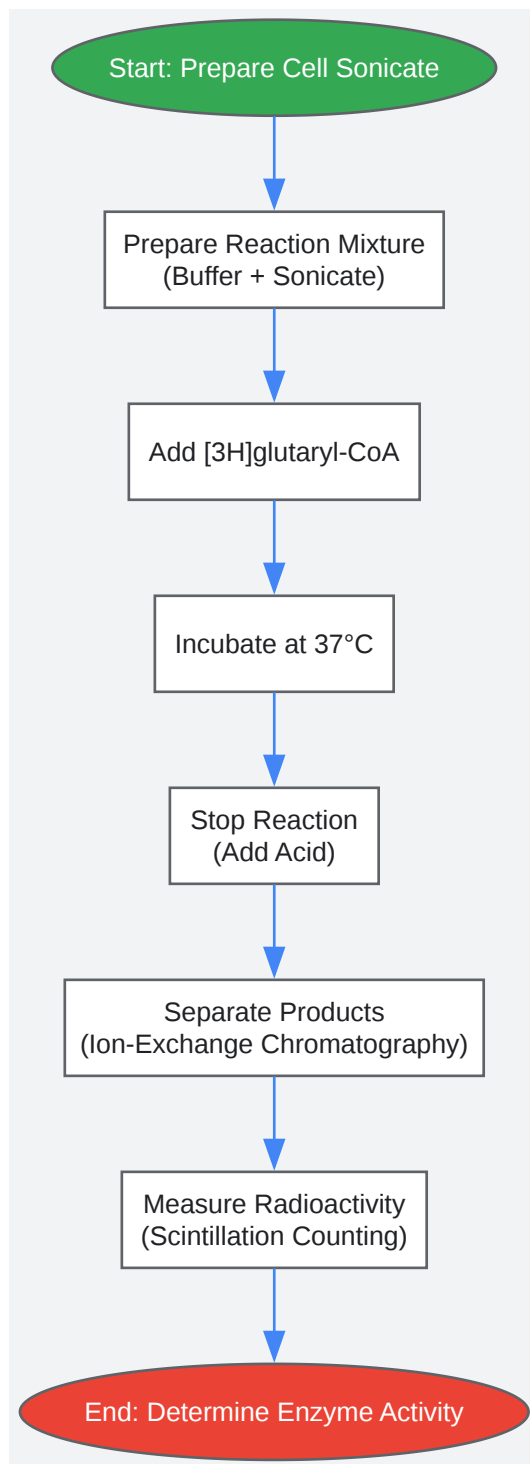 Start: Prepare Cell Sonicate
Prepare Reaction Mixture
(Buffer + Sonicate)
Add [3H]glutaryl-CoA
Incubate at 37°C
Stop Reaction
(Add Acid)
Separate Products
(Ion-Exchange Chromatography)
Measure Radioactivity
(Scintillation Counting)
End: Determine Enzyme Activity